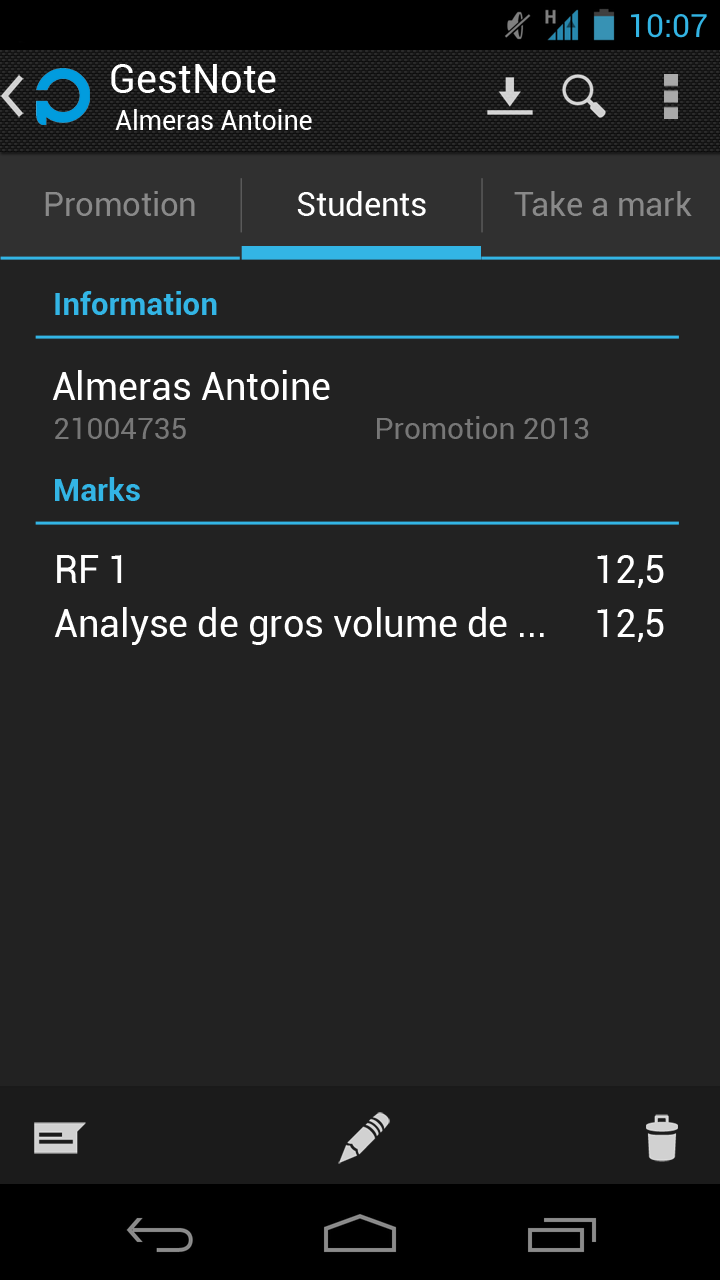 H 10:07
GestNote
Almeras Antoine
Promotion Students Take a mark
Information
Almeras Antoine
21004735 Promotion 2013
Marks
RF 1 12,5
Analyse de gros volume de ... 12,5